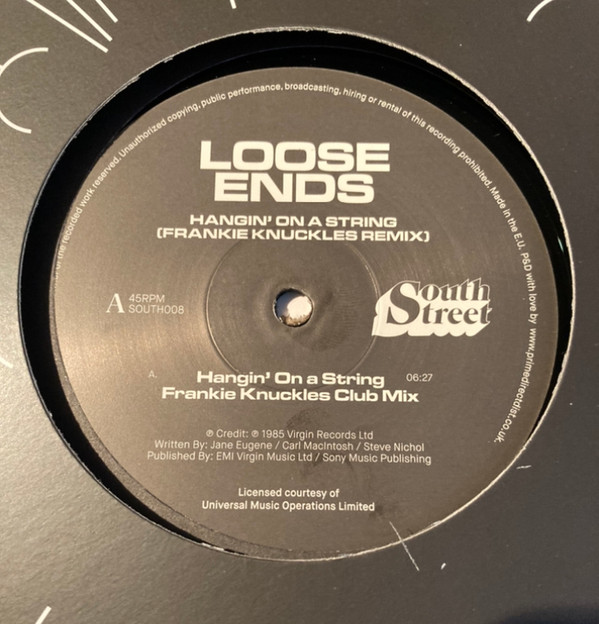 of the recorded work reserved. Unauthorized copying, public performance, broadcasting, hiring or rental of this recording prohibited. Made in the E.U. P&D with love by www.primedirectdist.co.uk.
LOOSE
ENDS
HANGIN' ON A STRING
(FRANKIE KNUCKLES REMIX)
A 45RPM
SOUTH008
South
Street
A. Hangin' On a String 06:27
Frankie Knuckles Club Mix
℗ Credit: ℗ 1985 Virgin Records Ltd
Written By: Jane Eugene / Carl MacIntosh / Steve Nichol
Published By: EMI Virgin Music Ltd / Sony Music Publishing
Licensed courtesy of
Universal Music Operations Limited